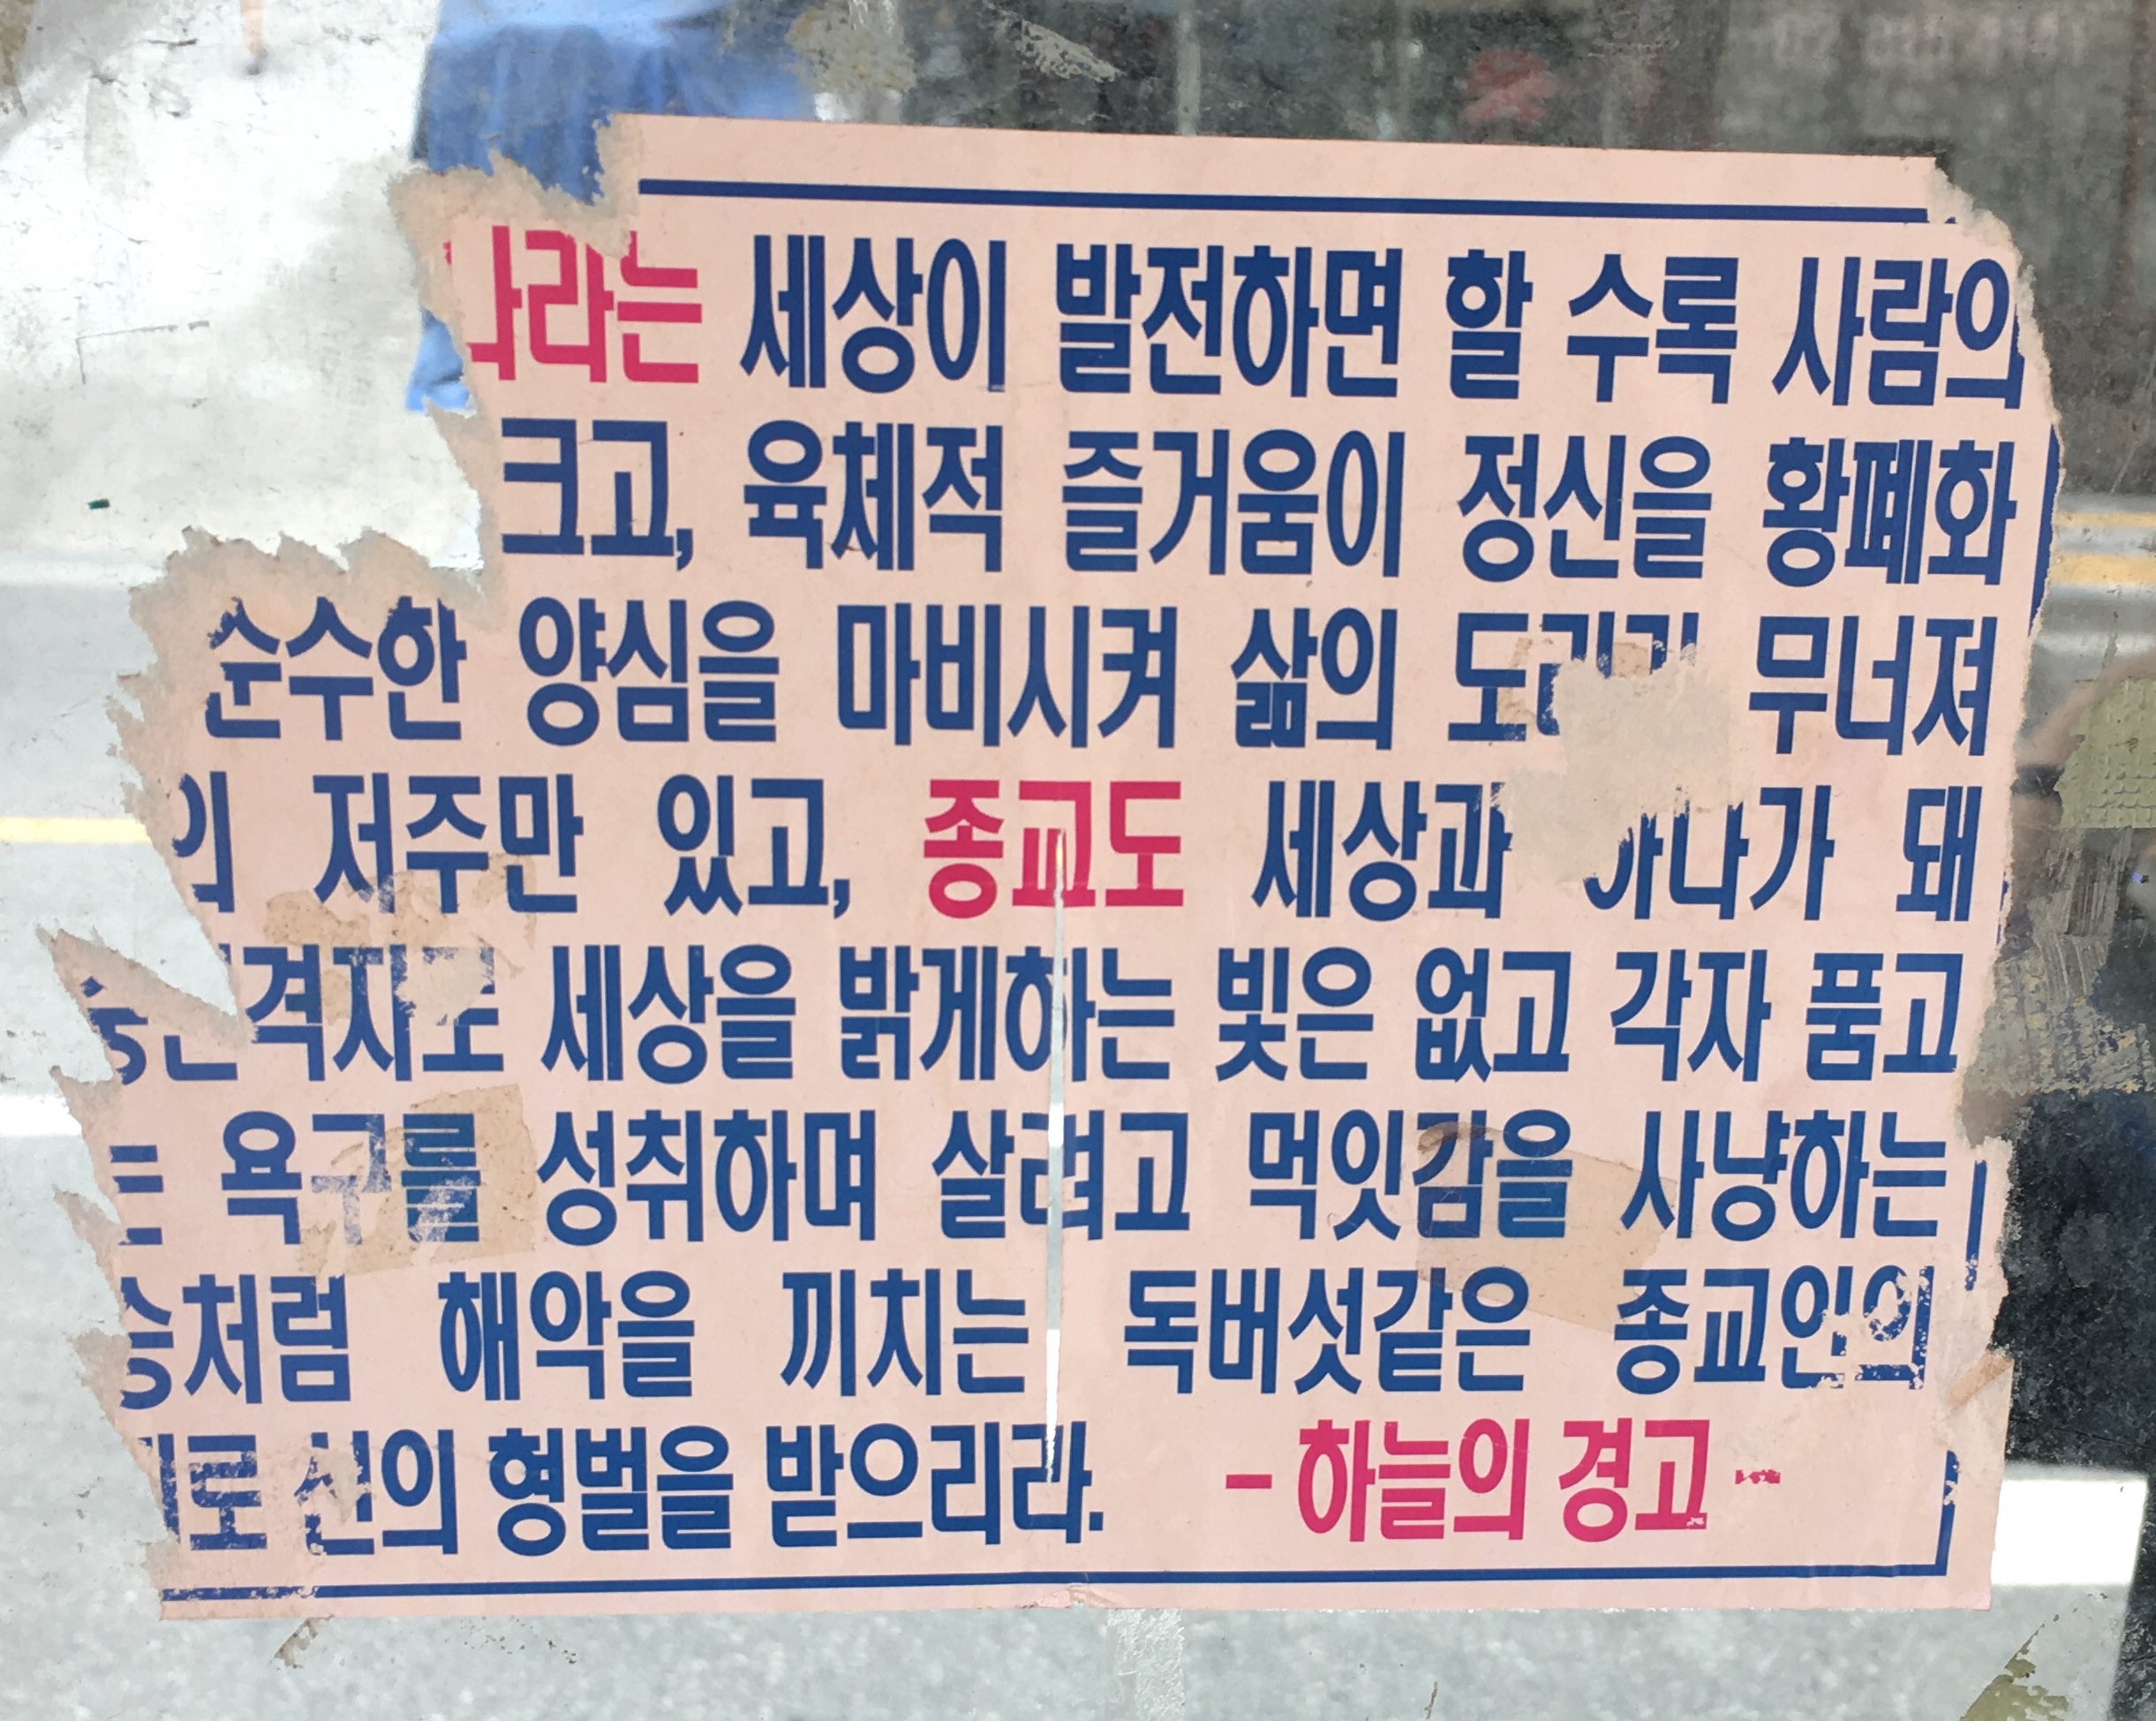 세상이 발전하면 할 수록 사람의
크고, 육체적 즐거움이 정신을 황폐화
순수한 양심을 마비시켜 삶의 무너져
의 저주만 있고, 종교도 세상과 하나가 돼
세상을 밝게하는 빛은 없고 각자 품고
욕구를 성취하며 살려고 먹잇감을 사냥하는
해악을 끼치는 독버섯같은 종교인의
신의 형벌을 받으리라. - 하늘의 경고 -